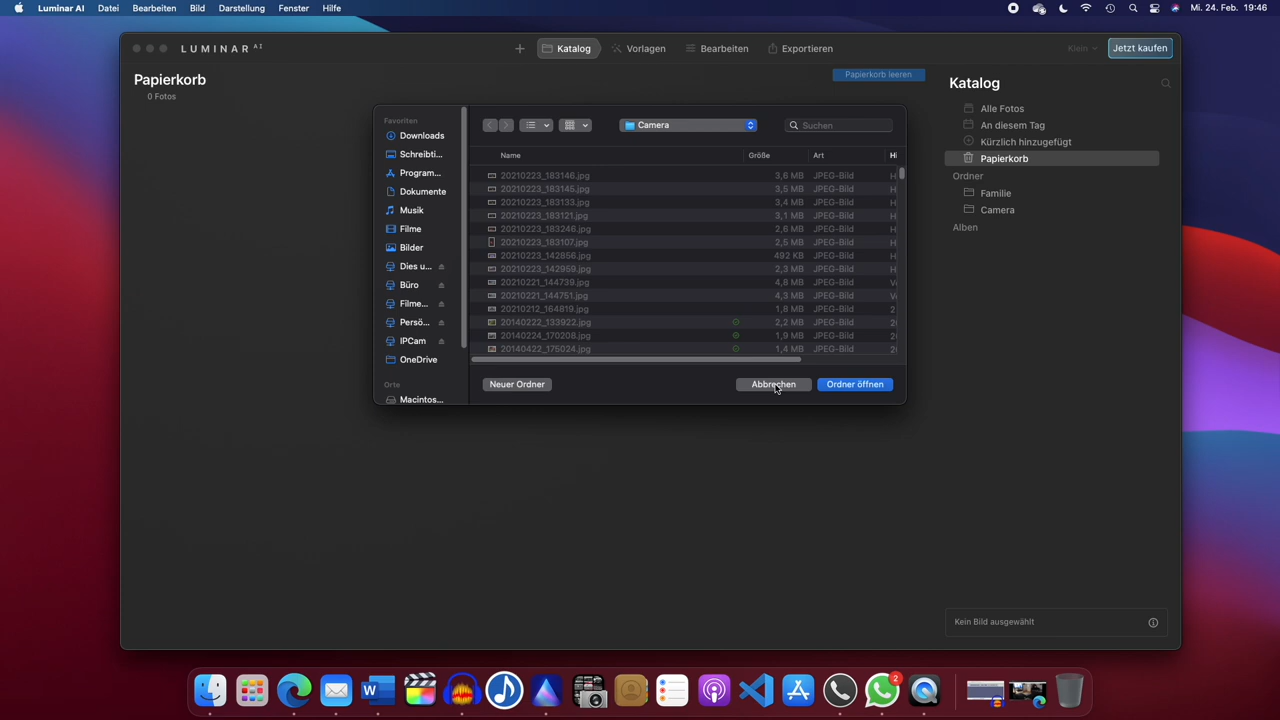 Luminar AI Datei Bearbeiten Bild Darstellung Fenster Hilfe Mi. 24. Feb. 19:46
LUMINAR AI Katalog Vorlagen Bearbeiten Exportieren Klein Jetzt kaufen
Papierkorb
0 Fotos
Papierkorb leeren
Favoriten
Downloads
Schreibti...
Program...
Dokumente
Musik
Filme
Bilder
Dies u...
Büro
Filme...
Persö...
IPCam
OneDrive
Orte
Macintos...
Camera Suchen
Name Größe Art Hi
20210223_183146.jpg 3,6 MB JPEG-Bild H
20210223_183145.jpg 3,5 MB JPEG-Bild H
20210223_183133.jpg 3,4 MB JPEG-Bild H
20210223_183121.jpg 3,1 MB JPEG-Bild H
20210223_183246.jpg 2,6 MB JPEG-Bild H
20210223_183107.jpg 2,5 MB JPEG-Bild H
20210223_142856.jpg 492 KB JPEG-Bild H
20210223_142959.jpg 2,3 MB JPEG-Bild H
20210221_144739.jpg 4,8 MB JPEG-Bild V
20210221_144751.jpg 4,3 MB JPEG-Bild V
20210212_164819.jpg 1,8 MB JPEG-Bild 2
20140222_133922.jpg 2,2 MB JPEG-Bild 2
20140224_170208.jpg 1,9 MB JPEG-Bild 2
20140422_175024.jpg 1,4 MB JPEG-Bild 2
Neuer Ordner Abbrechen Ordner öffnen
Katalog
Alle Fotos
An diesem Tag
Kürzlich hinzugefügt
Papierkorb
Ordner
Familie
Camera
Alben
Kein Bild ausgewählt
2